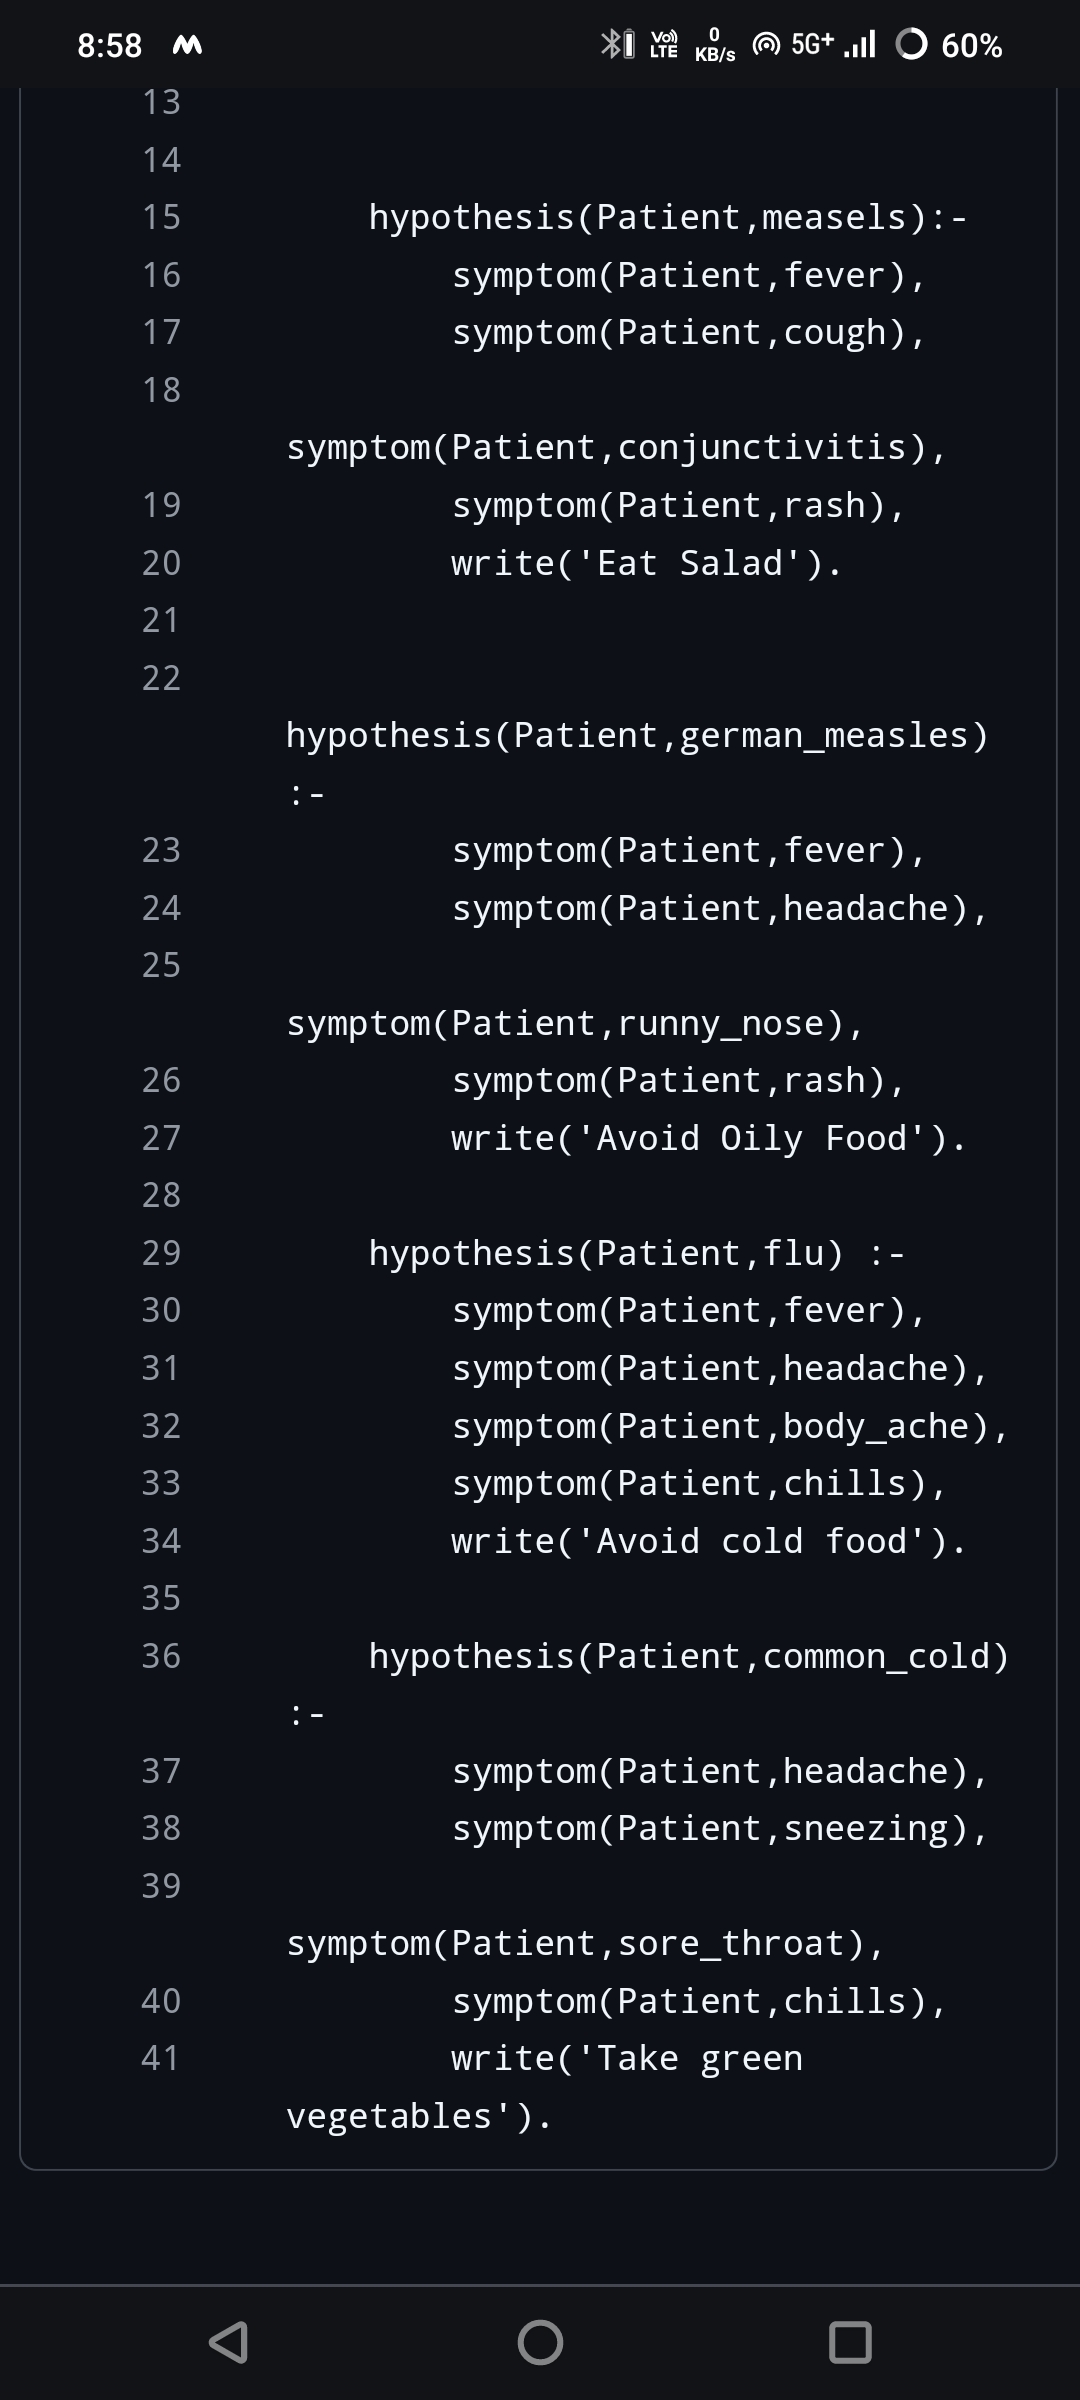 8:58 Vo) LTE 0 KB/s 5G+ 60%
13
14
15 hypothesis(Patient,measels):-
16 symptom(Patient,fever),
17 symptom(Patient,cough),
18
symptom(Patient,conjunctivitis),
19 symptom(Patient,rash),
20 write('Eat Salad').
21
22
hypothesis(Patient,german_measles)
:-
23 symptom(Patient,fever),
24 symptom(Patient,headache),
25
symptom(Patient,runny_nose),
26 symptom(Patient,rash),
27 write('Avoid Oily Food').
28
29 hypothesis(Patient,flu) :-
30 symptom(Patient,fever),
31 symptom(Patient,headache),
32 symptom(Patient,body_ache),
33 symptom(Patient,chills),
34 write('Avoid cold food').
35
36 hypothesis(Patient,common_cold)
:-
37 symptom(Patient,headache),
38 symptom(Patient,sneezing),
39
symptom(Patient,sore_throat),
40 symptom(Patient,chills),
41 write('Take green
vegetables').